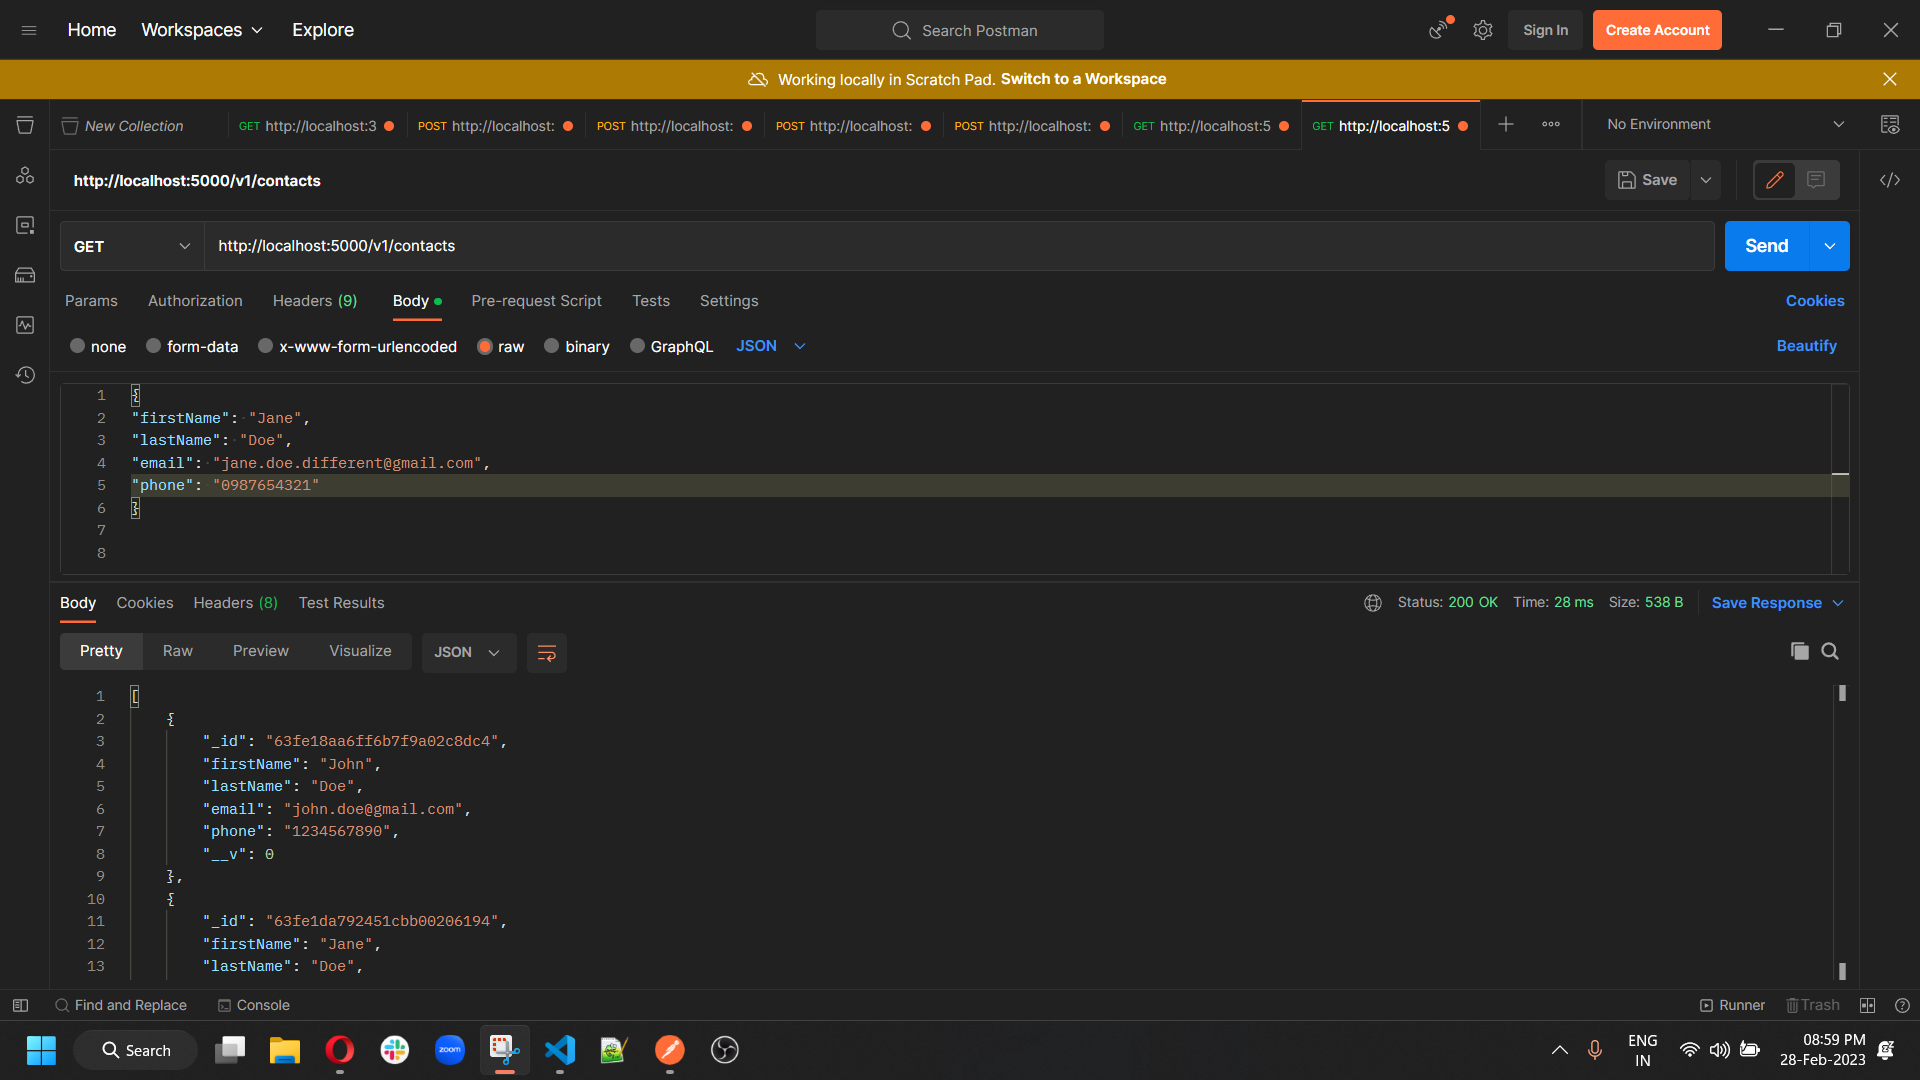 Home Workspaces Explore Search Postman Sign In Create Account
Working locally in Scratch Pad. Switch to a Workspace
New Collection GET http://localhost:3 POST http://localhost: POST http://localhost: POST http://localhost: POST http://localhost: GET http://localhost:5 GET http://localhost:5 No Environment
http://localhost:5000/v1/contacts Save
GET http://localhost:5000/v1/contacts Send
Params Authorization Headers (9) Body Pre-request Script Tests Settings Cookies
none form-data x-www-form-urlencoded raw binary GraphQL JSON Beautify
1 {
2 "firstName": "Jane",
3 "lastName": "Doe",
4 "email": "jane.doe.different@gmail.com",
5 "phone": "0987654321"
6 }
7
8
Body Cookies Headers (8) Test Results Status: 200 OK Time: 28 ms Size: 538 B Save Response
Pretty Raw Preview Visualize JSON
1 [
2 {
3 "_id": "63fe18aa6ff6b7f9a02c8dc4",
4 "firstName": "John",
5 "lastName": "Doe",
6 "email": "john.doe@gmail.com",
7 "phone": "1234567890",
8 "__v": 0
9 },
10 {
11 "_id": "63fe1da792451cbb00206194",
12 "firstName": "Jane",
13 "lastName": "Doe",
Find and Replace Console Runner Trash
Search zoom ENG 08:59 PM
IN 28-Feb-2023